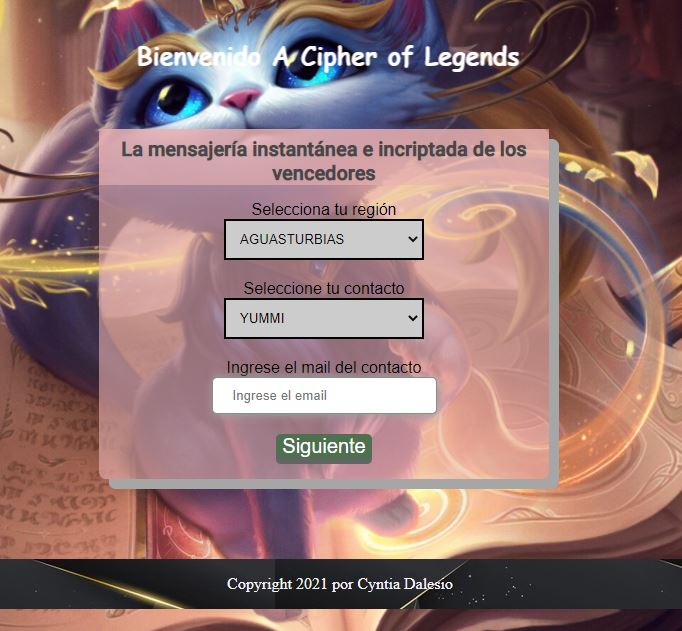 Bienvenido A Cipher of Legends
La mensajería instantánea e incriptada de los
vencedores
Selecciona tu región
AGUASTURBIAS
Seleccione tu contacto
YUMMI
Ingrese el mail del contacto
Ingrese el email
Siguiente
Copyright 2021 por Cyntia Dalesio